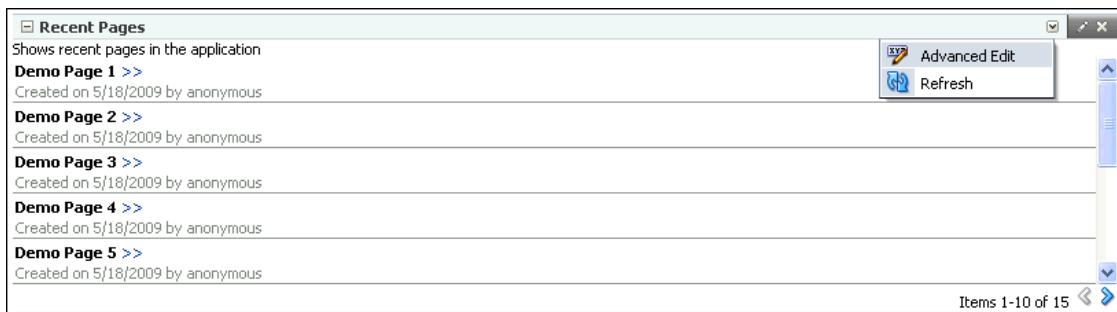 Recent Pages
Shows recent pages in the application
Advanced Edit
Refresh
Demo Page 1 >>
Created on 5/18/2009 by anonymous
Demo Page 2 >>
Created on 5/18/2009 by anonymous
Demo Page 3 >>
Created on 5/18/2009 by anonymous
Demo Page 4 >>
Created on 5/18/2009 by anonymous
Demo Page 5 >>
Created on 5/18/2009 by anonymous
Items 1-10 of 15